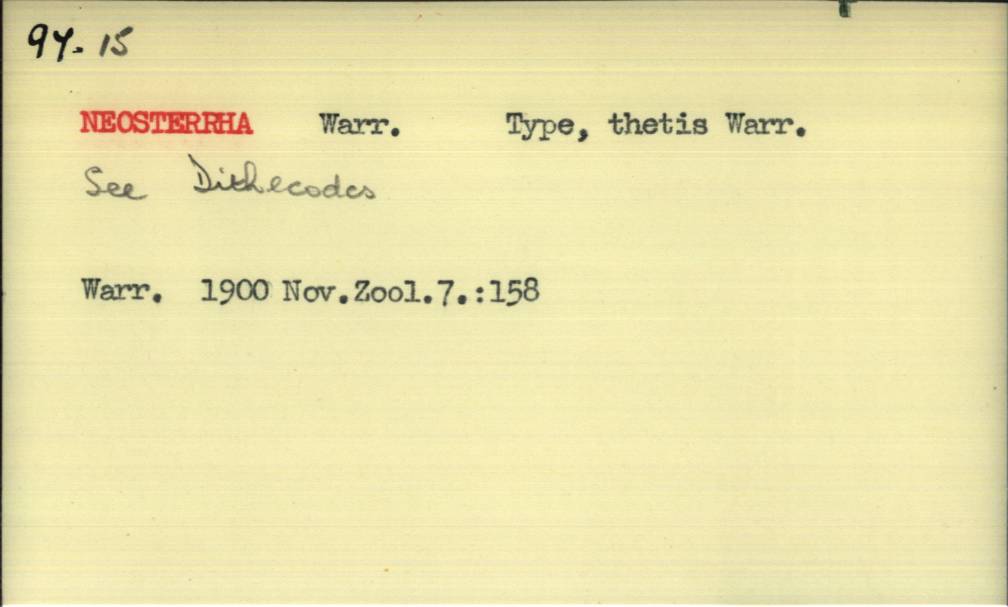 94. 15
NEOSTERRHA Warr. Type, thetis Warr.
See Dithecodes
Warr. 1900 Nov.Zool.7.:158